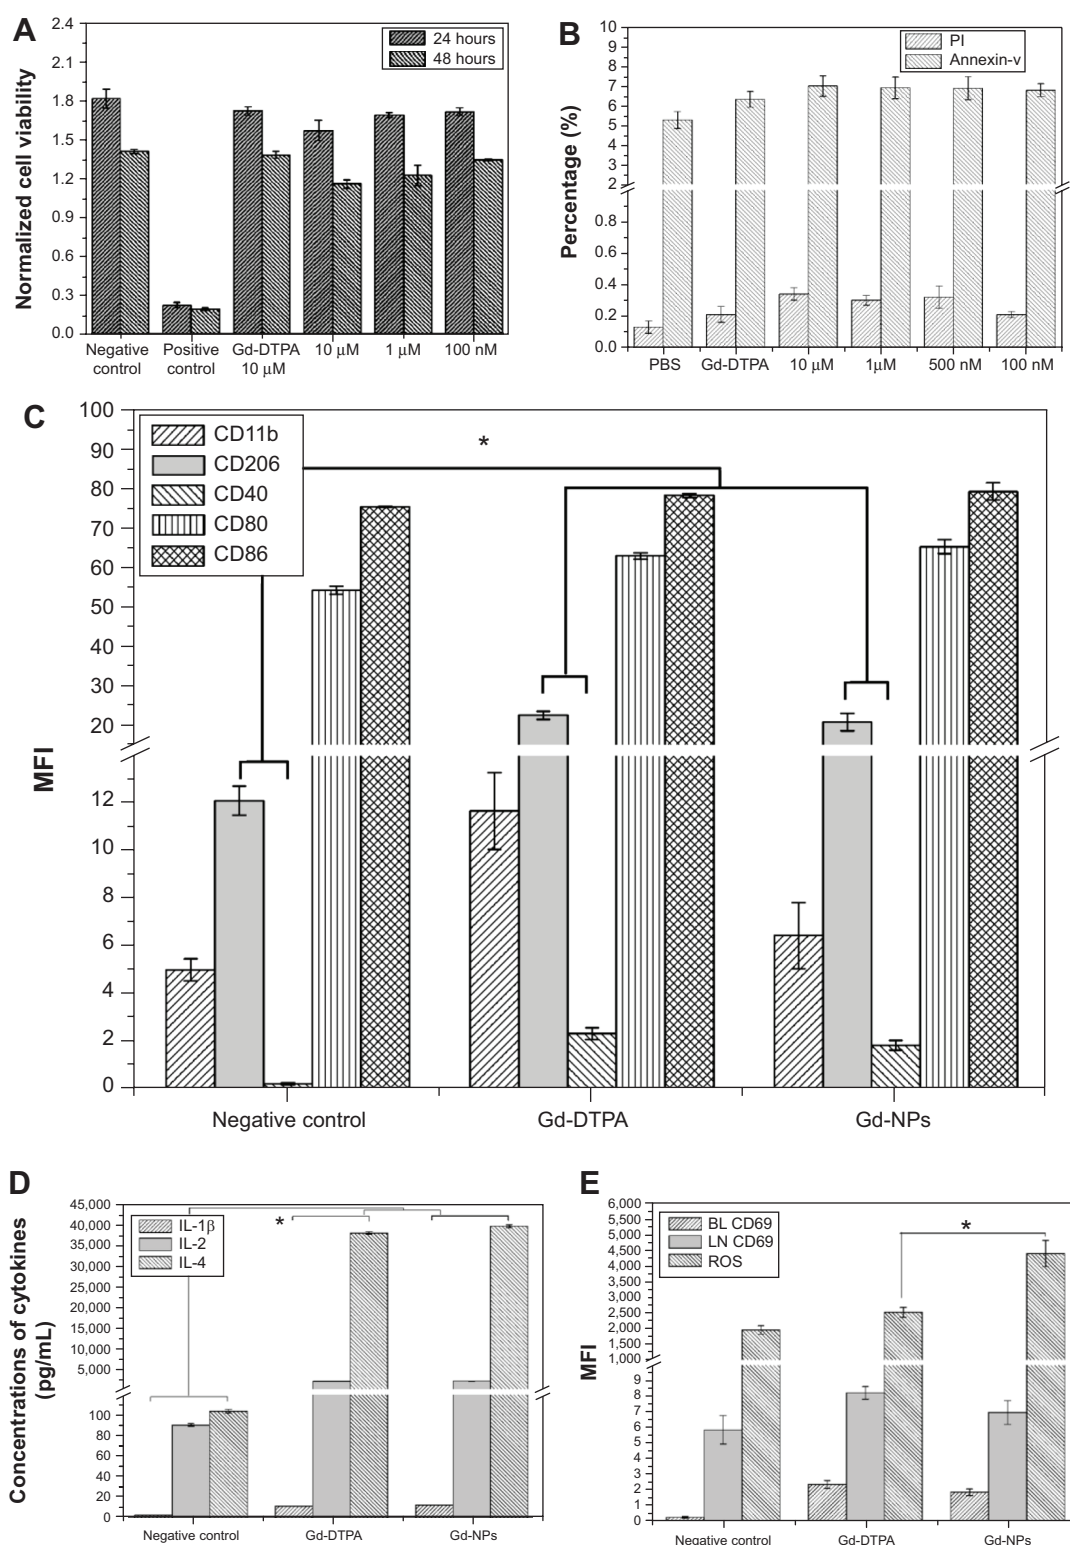 A
Normalized cell viability
2.4
2.1
1.8
1.5
1.2
0.9
0.6
0.3
0.0
24 hours
48 hours
Negative control
Positive control
Gd-DTPA 10 μM
10 μM
1 μM
100 nM
B
Percentage (%)
10
9
8
7
6
5
4
3
2
0.8
0.6
0.4
0.2
0.0
PI
Annexin-v
PBS
Gd-DTPA
10 μM
1μM
500 nM
100 nM
C
MFI
100
90
80
70
60
50
40
30
20
12
10
8
6
4
2
0
CD11b
CD206
CD40
CD80
CD86
*
Negative control
Gd-DTPA
Gd-NPs
D
Concentrations of cytokines
(pg/mL)
45,000
40,000
35,000
30,000
25,000
20,000
15,000
10,000
5,000
100
80
60
40
20
0
IL-1β
IL-2
IL-4
*
Negative control
Gd-DTPA
Gd-NPs
E
MFI
6,000
5,500
5,000
4,500
4,000
3,500
3,000
2,500
2,000
1,500
1,000
9
8
7
6
5
4
3
2
1
0
BL CD69
LN CD69
ROS
*
Negative control
Gd-DTPA
Gd-NPs